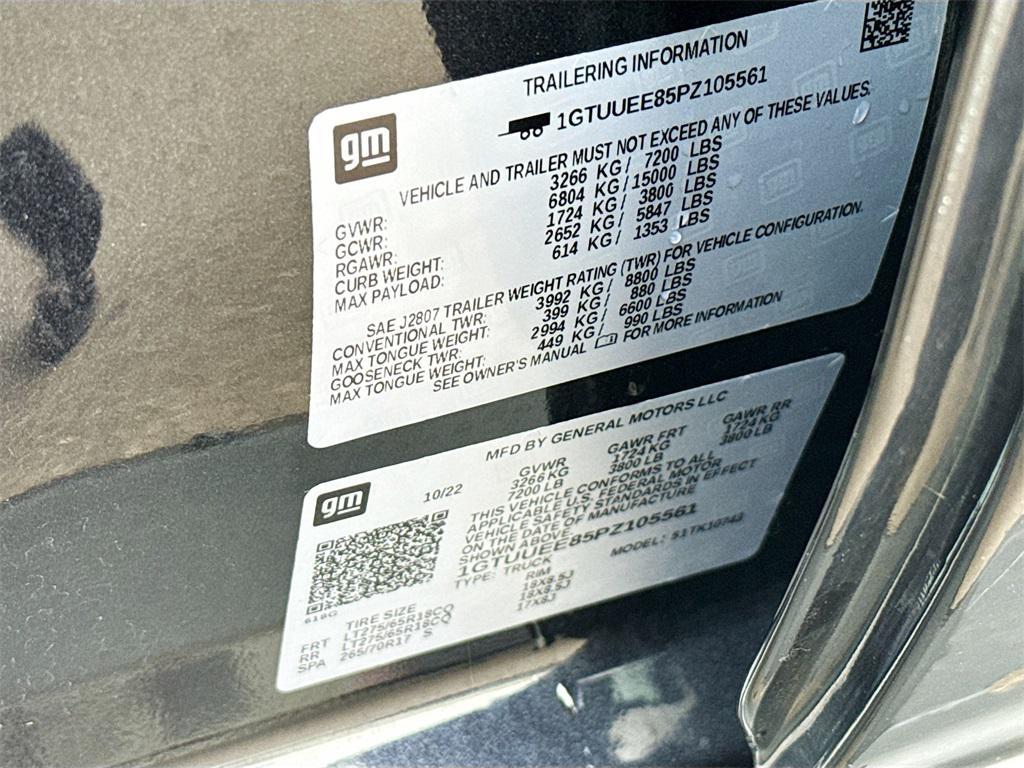 TRAILERING INFORMATION
gm
1GTUUEE85PZ105561
VEHICLE AND TRAILER MUST NOT EXCEED ANY OF THESE VALUES.
GVWR: 3266 KG / 7200 LBS
GCWR: 6804 KG / 15000 LBS
RGAWR: 1724 KG / 3800 LBS
CURB WEIGHT: 2652 KG / 5847 LBS
MAX PAYLOAD: 614 KG / 1353 LBS
SAE J2807 TRAILER WEIGHT RATING (TWR) FOR VEHICLE CONFIGURATION.
CONVENTIONAL TWR: 3992 KG / 8800 LBS
MAX TONGUE WEIGHT: 399 KG / 880 LBS
GOOSENECK TWR: 2994 KG / 6600 LBS
MAX TONGUE WEIGHT: 449 KG / 990 LBS
SEE OWNER'S MANUAL FOR MORE INFORMATION
MFD BY GENERAL MOTORS LLC
gm
10/22
GVWR GAWR FRT GAWR RR
3266 KG 1724 KG 1724 KG
7200 LB 3800 LB 3800 LB
THIS VEHICLE CONFORMS TO ALL
APPLICABLE U.S. FEDERAL MOTOR
VEHICLE SAFETY STANDARDS IN EFFECT
ON THE DATE OF MANUFACTURE
SHOWN ABOVE.
1GTUUEE85PZ105561
TYPE: TRUCK MODEL: 51TK10743
616G
TIRE SIZE RIM
FRT LT275/65R18CQ 18X8.5J
RR LT275/65R18CQ 18X8.5J
SPA 265/70R17 S 17X8J